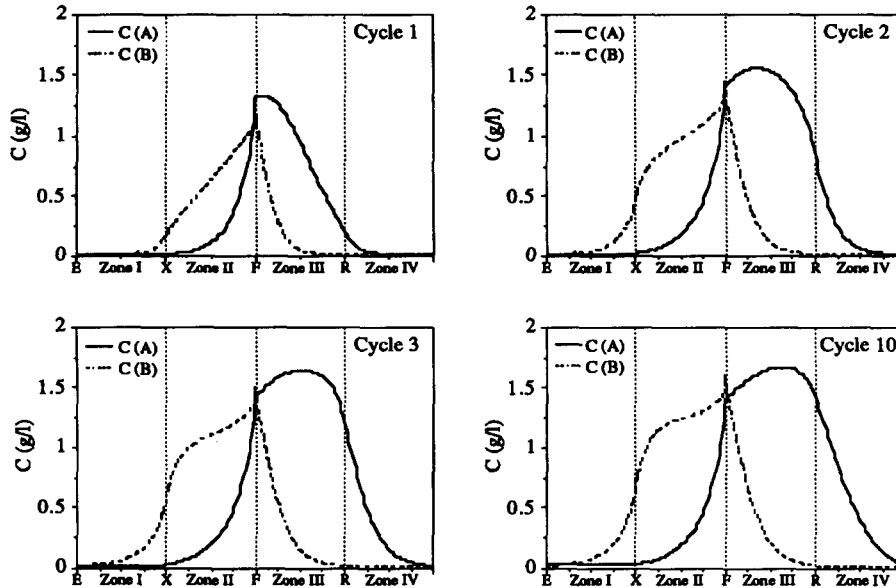 2
C (A)
C (B)
Cycle 1
1.5
C (g/l)
1
0.5
0
E Zone I X Zone II F Zone III R Zone IV
2
C (A)
C (B)
Cycle 2
1.5
C (g/l)
1
0.5
0
E Zone I X Zone II F Zone III R Zone IV
2
C (A)
C (B)
Cycle 3
1.5
C (g/l)
1
0.5
0
E Zone I X Zone II F Zone III R Zone IV
2
C (A)
C (B)
Cycle 10
1.5
C (g/l)
1
0.5
0
E Zone I X Zone II F Zone III R Zone IV